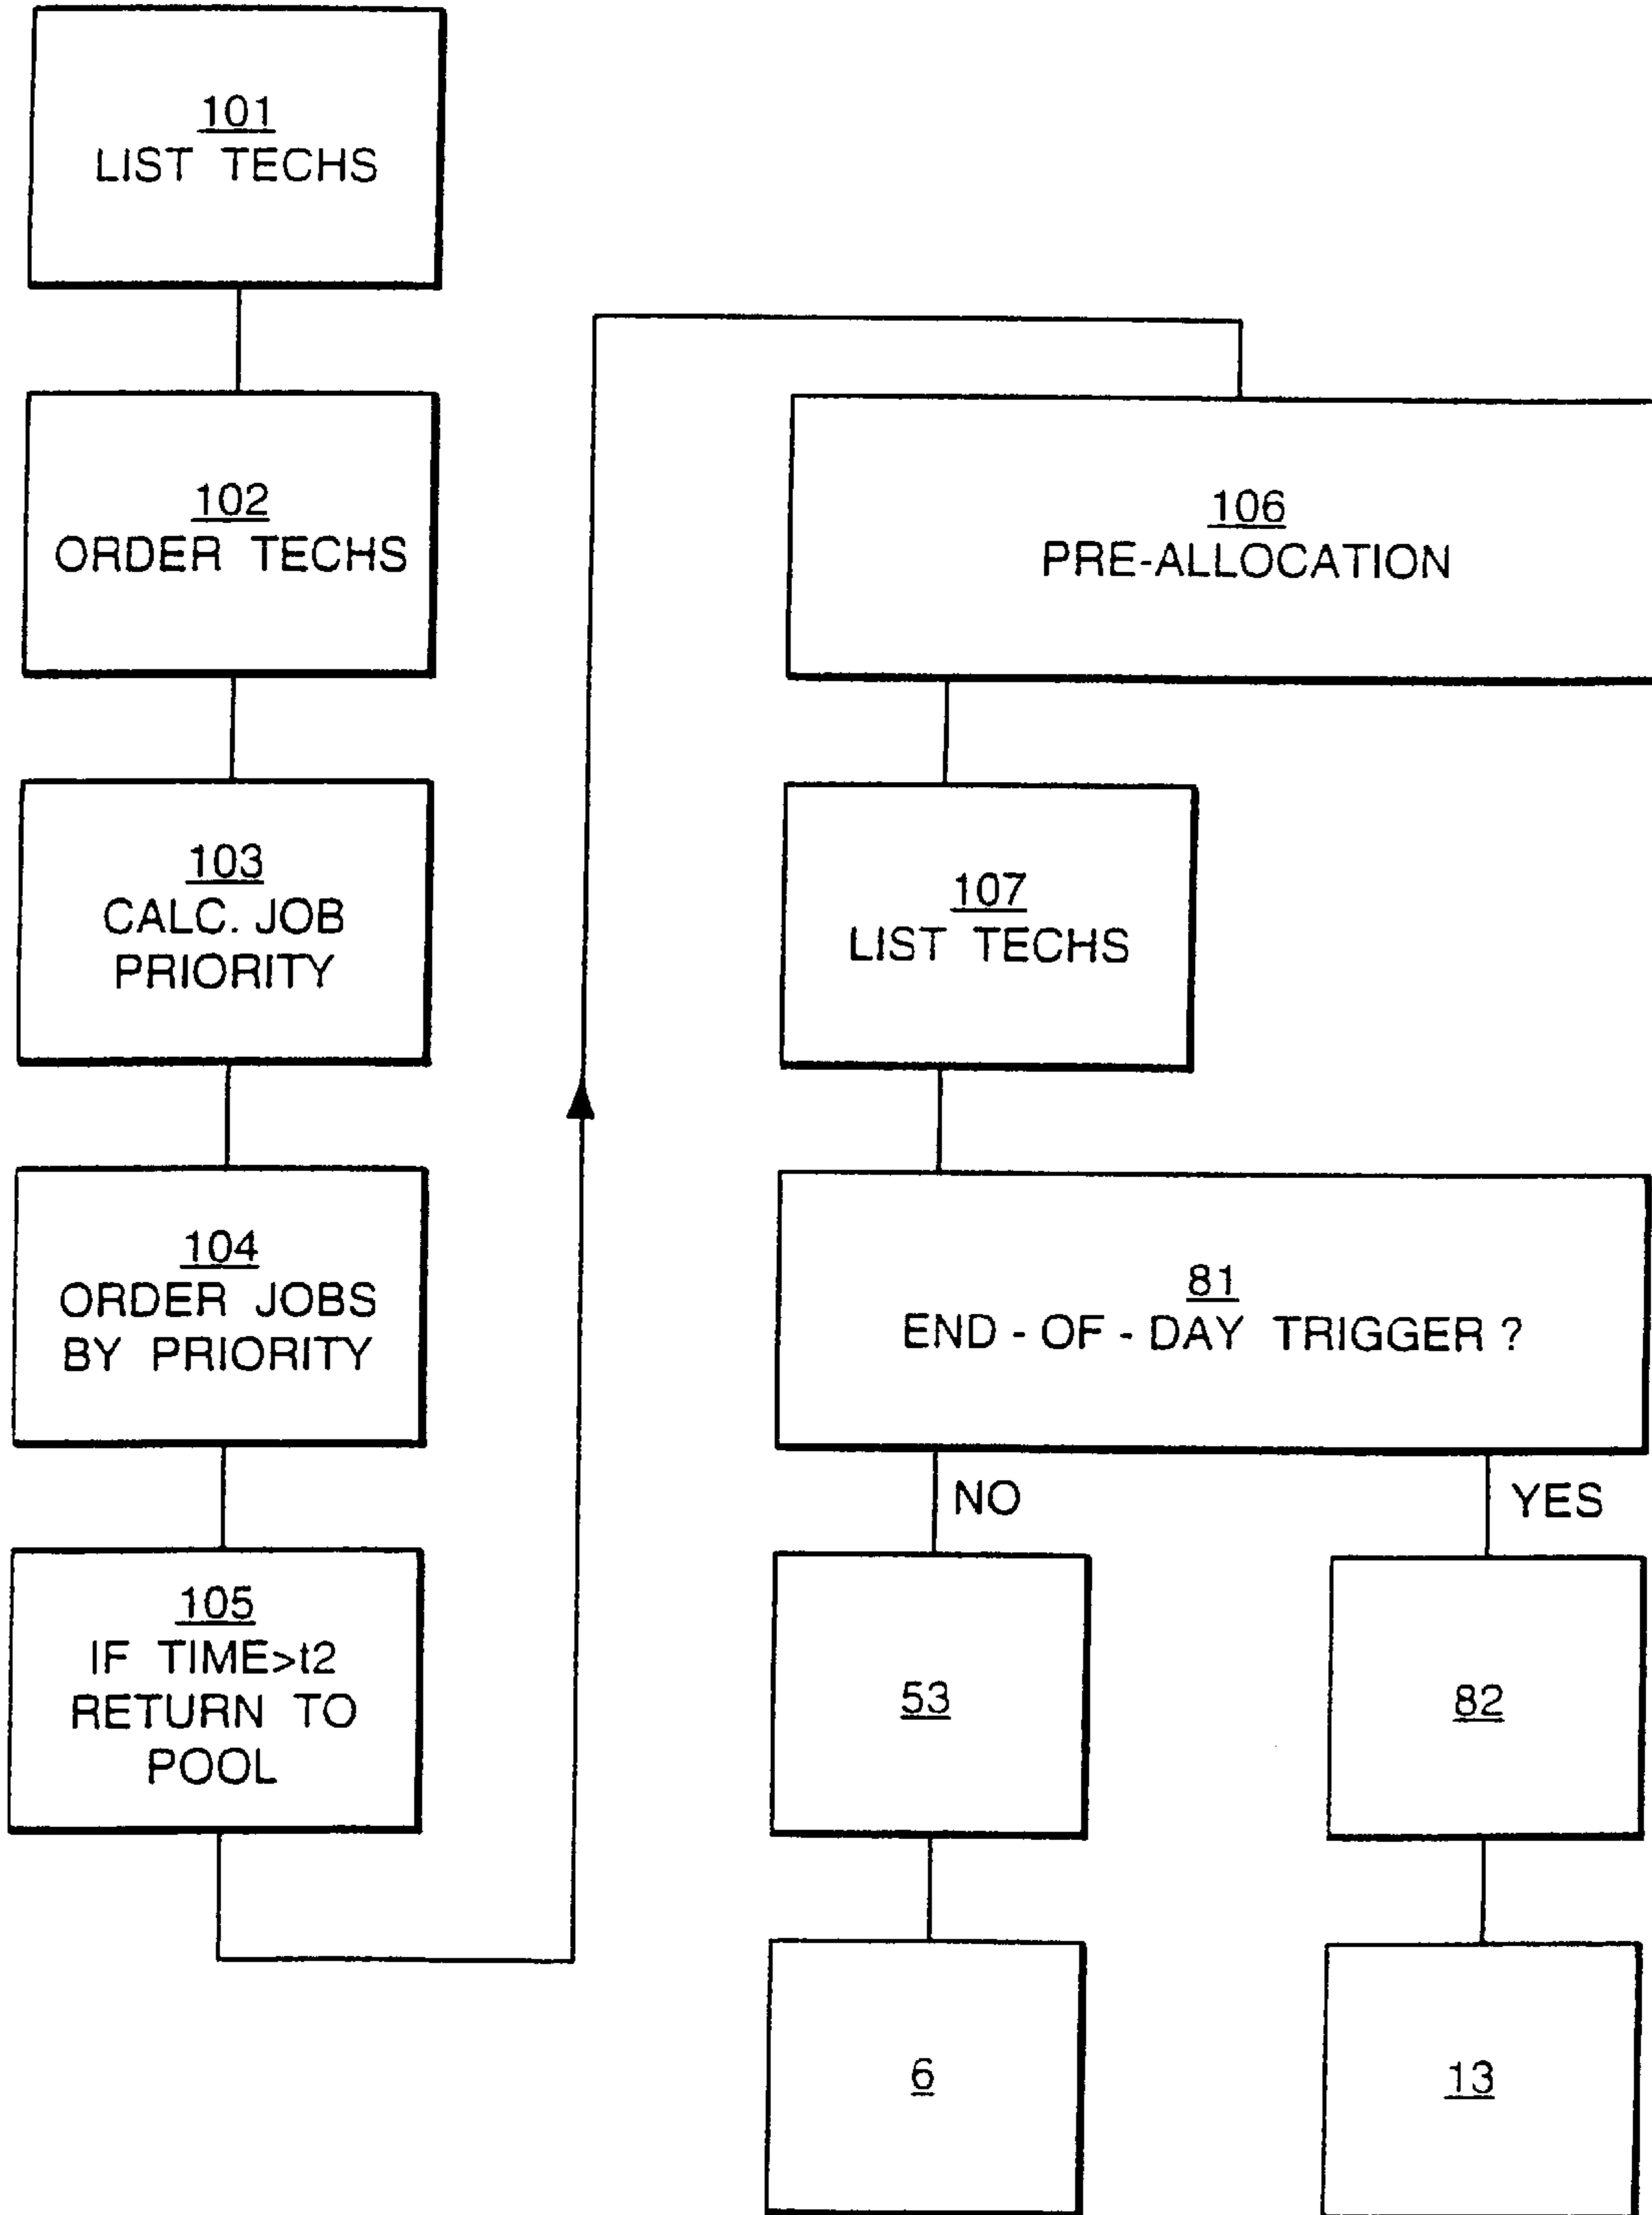 101
LIST TECHS
102
ORDER TECHS
103
CALC. JOB
PRIORITY
104
ORDER JOBS
BY PRIORITY
105
IF TIME>t2
RETURN TO
POOL
106
PRE-ALLOCATION
107
LIST TECHS
81
END - OF - DAY TRIGGER ?
NO
YES
53
82
6
13